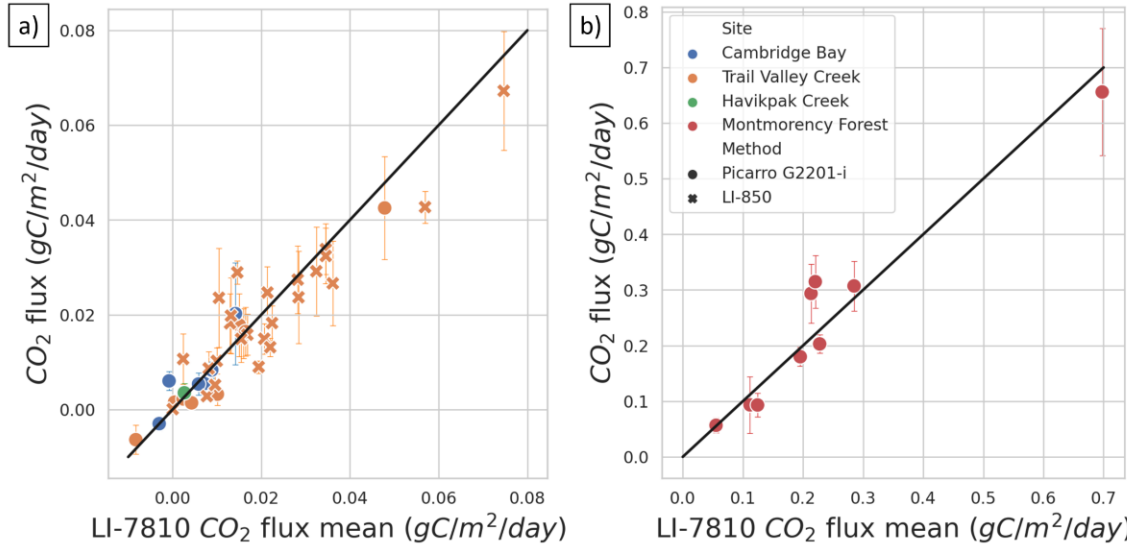 a)
CO₂ flux (gC/m²/day)
0.08
0.06
0.04
0.02
0.00
0.00 0.02 0.04 0.06 0.08
LI-7810 CO₂ flux mean (gC/m²/day)
b)
CO₂ flux (gC/m²/day)
0.8
0.7
0.6
0.5
0.4
0.3
0.2
0.1
0.0
Site
Cambridge Bay
Trail Valley Creek
Havikpak Creek
Montmorency Forest
Method
Picarro G2201-i
LI-850
0.0 0.1 0.2 0.3 0.4 0.5 0.6 0.7
LI-7810 CO₂ flux mean (gC/m²/day)